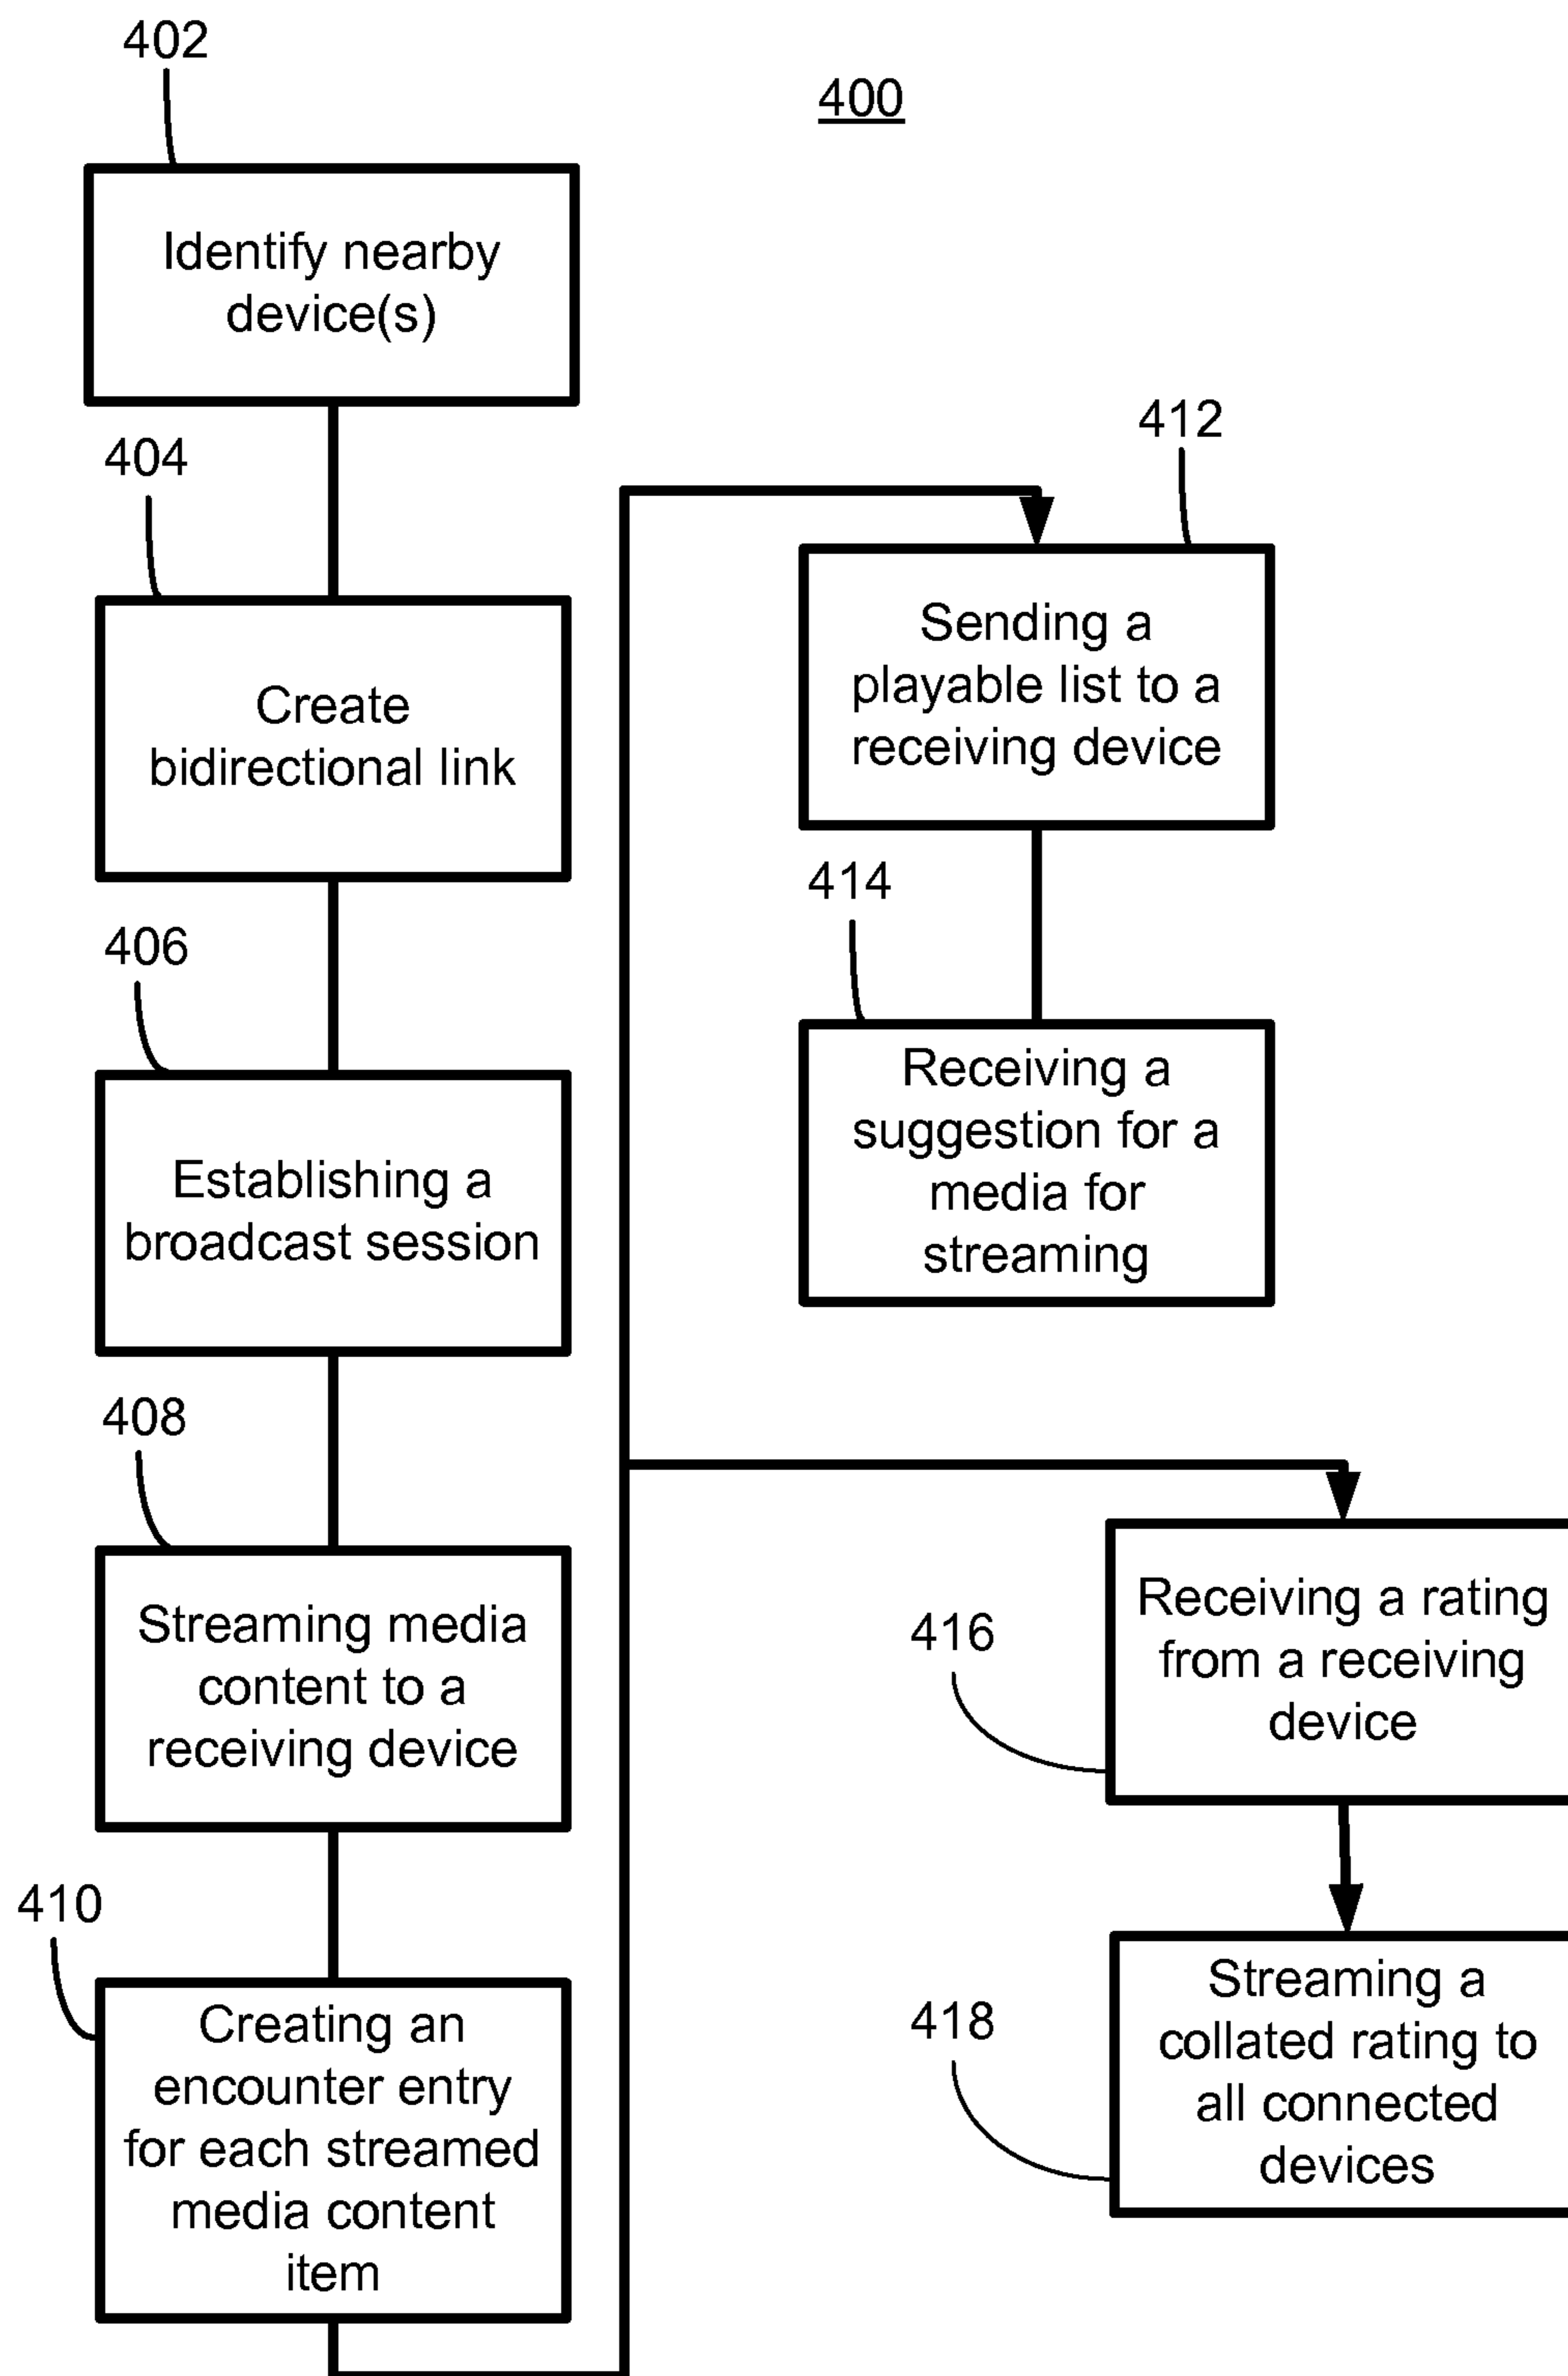 402
400
Identify nearby
device(s)
404
Create
bidirectional link
406
Establishing a
broadcast session
408
Streaming media
content to a
receiving device
410
Creating an
encounter entry
for each streamed
media content
item
412
Sending a
playable list to a
receiving device
414
Receiving a
suggestion for a
media for
streaming
416
Receiving a rating
from a receiving
device
418
Streaming a
collated rating to
all connected
devices